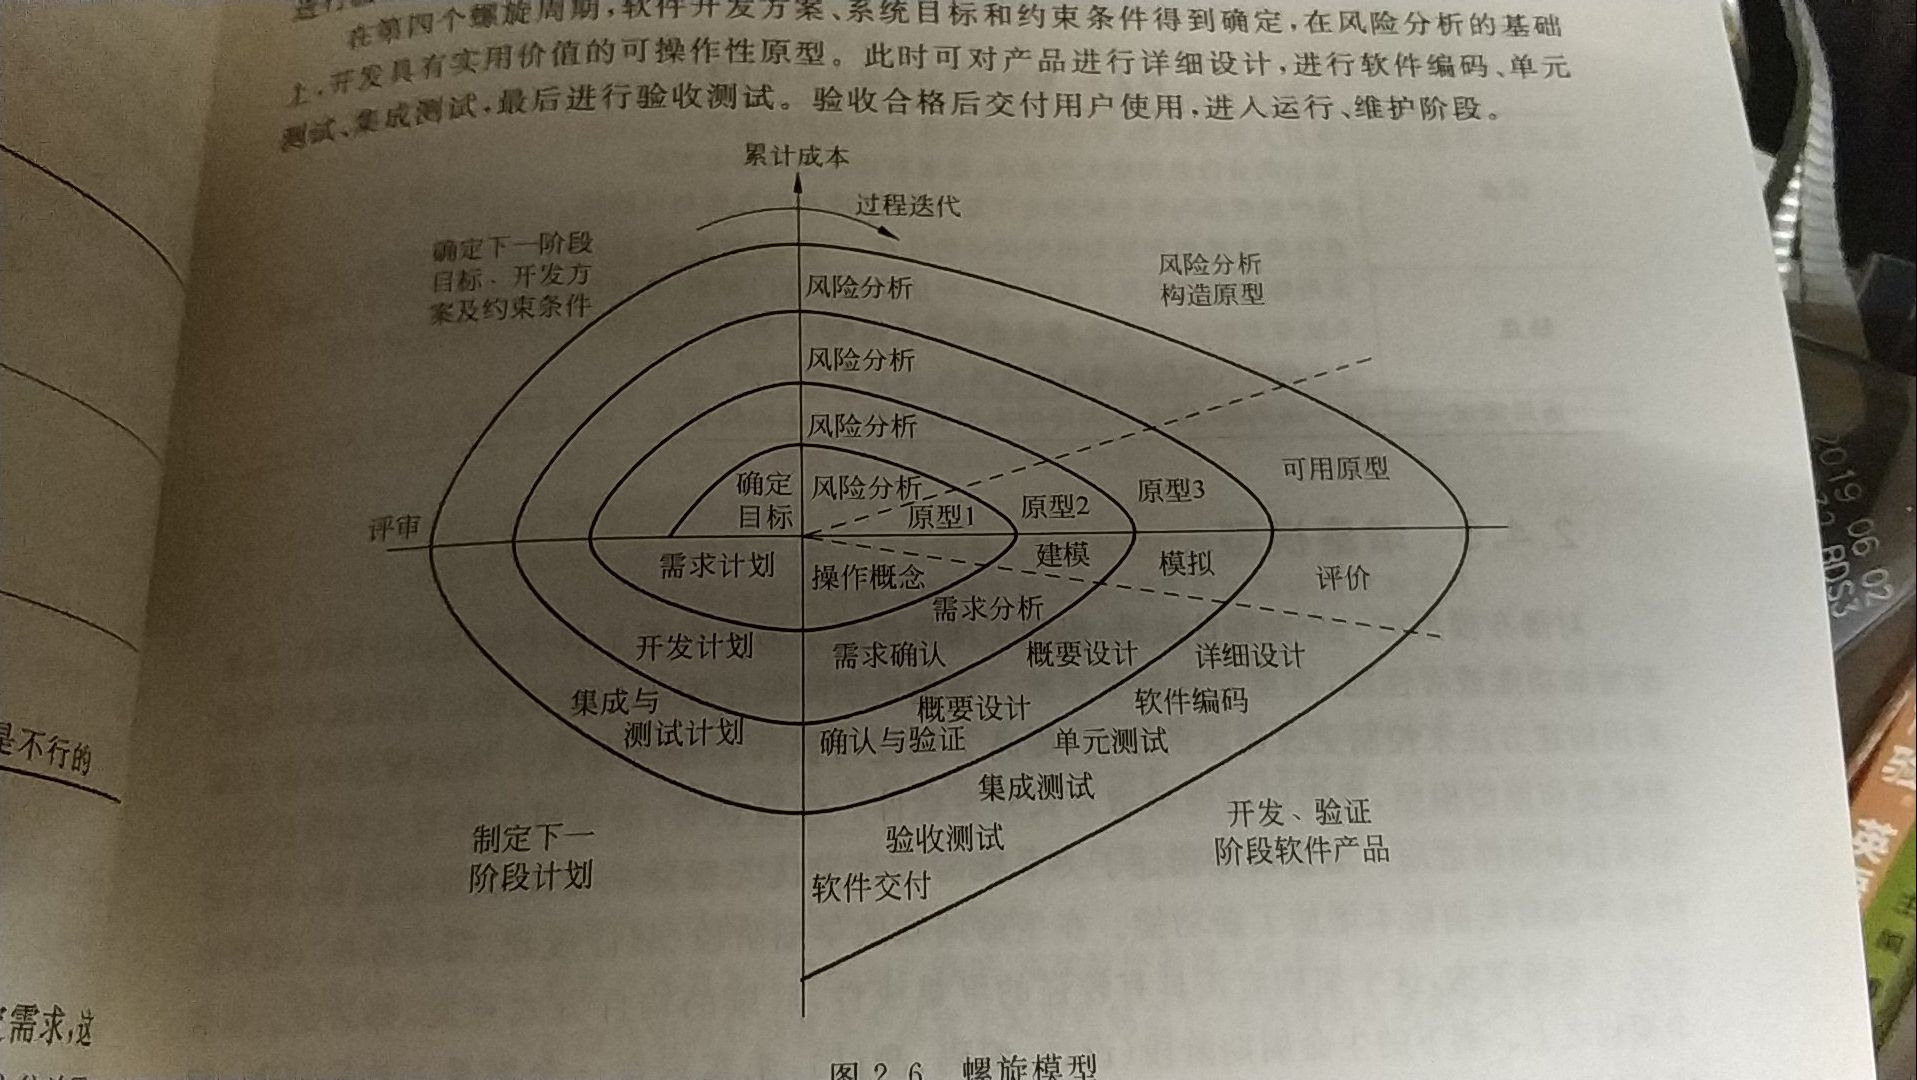 在第四个螺旋周期,软件开发方案、系统目标和约束条件得到确定,在风险分析的基础
上,开发具有实用价值的可操作性原型。此时可对产品进行详细设计,进行软件编码、单元
测试、集成测试,最后进行验收测试。验收合格后交付用户使用,进入运行、维护阶段。
累计成本
过程迭代
确定下一阶段
目标、开发方
案及约束条件
风险分析
构造原型
风险分析
风险分析
风险分析
确定
目标
风险分析
原型1
原型2
原型3
可用原型
评审
需求计划
操作概念
建模
模拟
评价
需求分析
开发计划
需求确认
概要设计
详细设计
集成与
测试计划
概要设计
软件编码
确认与验证
单元测试
集成测试
制定下一
阶段计划
验收测试
开发、验证
阶段软件产品
软件交付
图 2.6 螺旋模型
是不行的
需求,这
2019 06 02
英